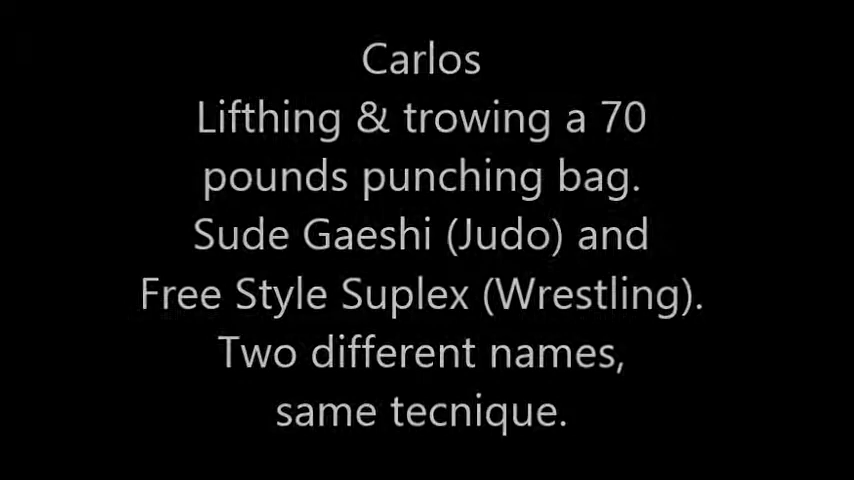 Carlos
Lifthing & trowing a 70
pounds punching bag.
Sude Gaeshi (Judo) and
Free Style Suplex (Wrestling).
Two different names,
same tecnique.